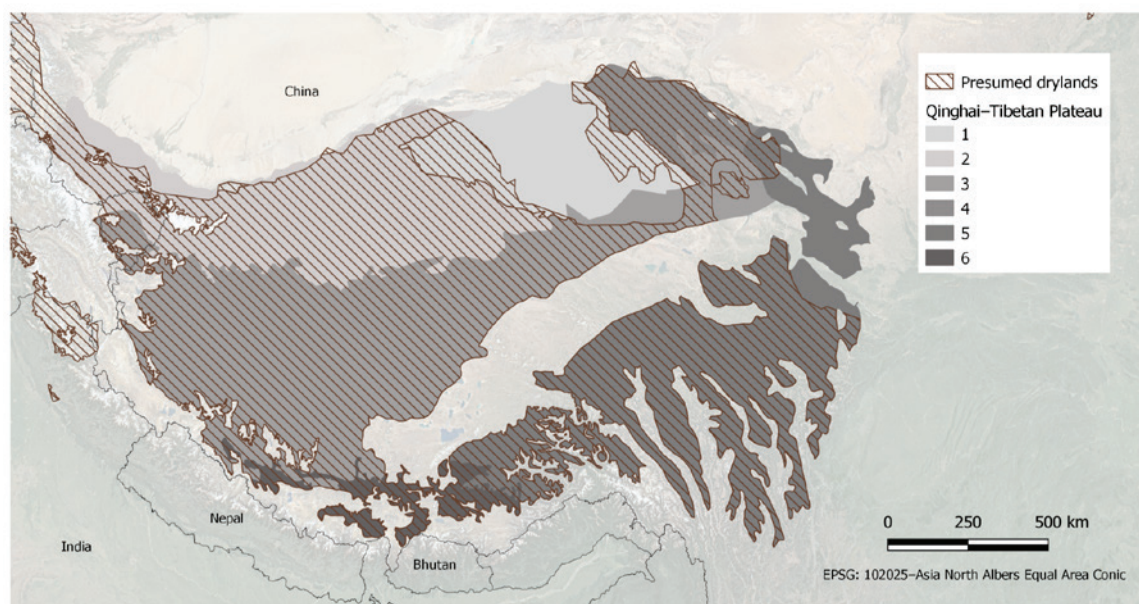 China
Presumed drylands
Qinghai–Tibetan Plateau
1
2
3
4
5
6
Nepal
India
Bhutan
0 250 500 km
EPSG: 102025–Asia North Albers Equal Area Conic